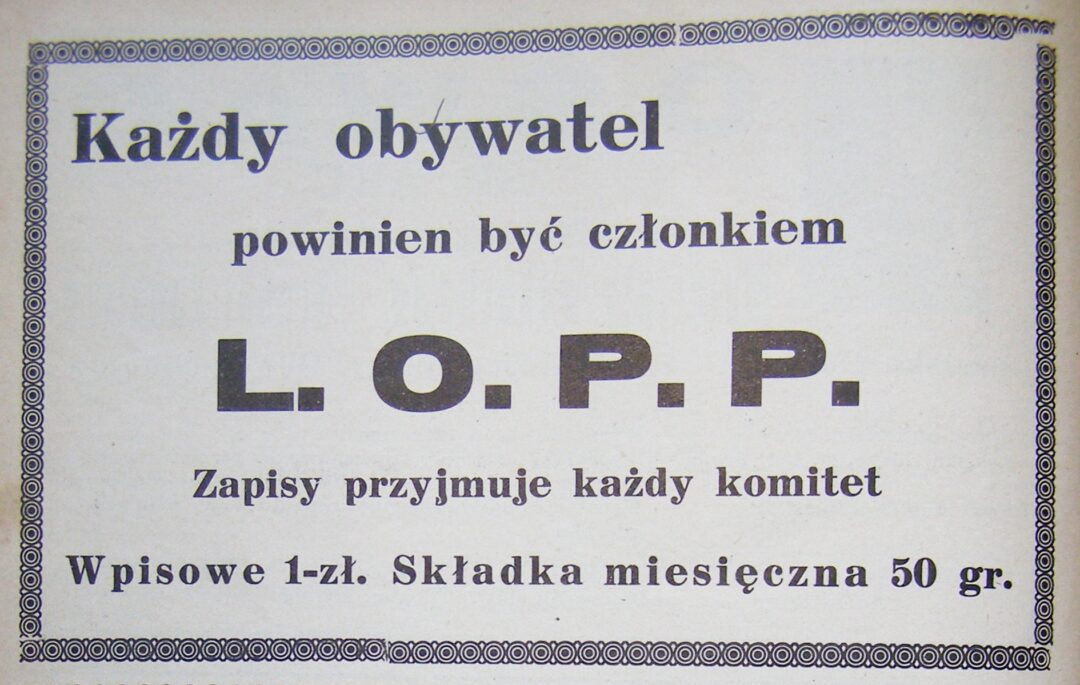 Każdy obywatel
powinien być członkiem
L. O. P. P.
Zapisy przyjmuje każdy komitet
Wpisowe 1-zł. Składka miesięczna 50 gr.